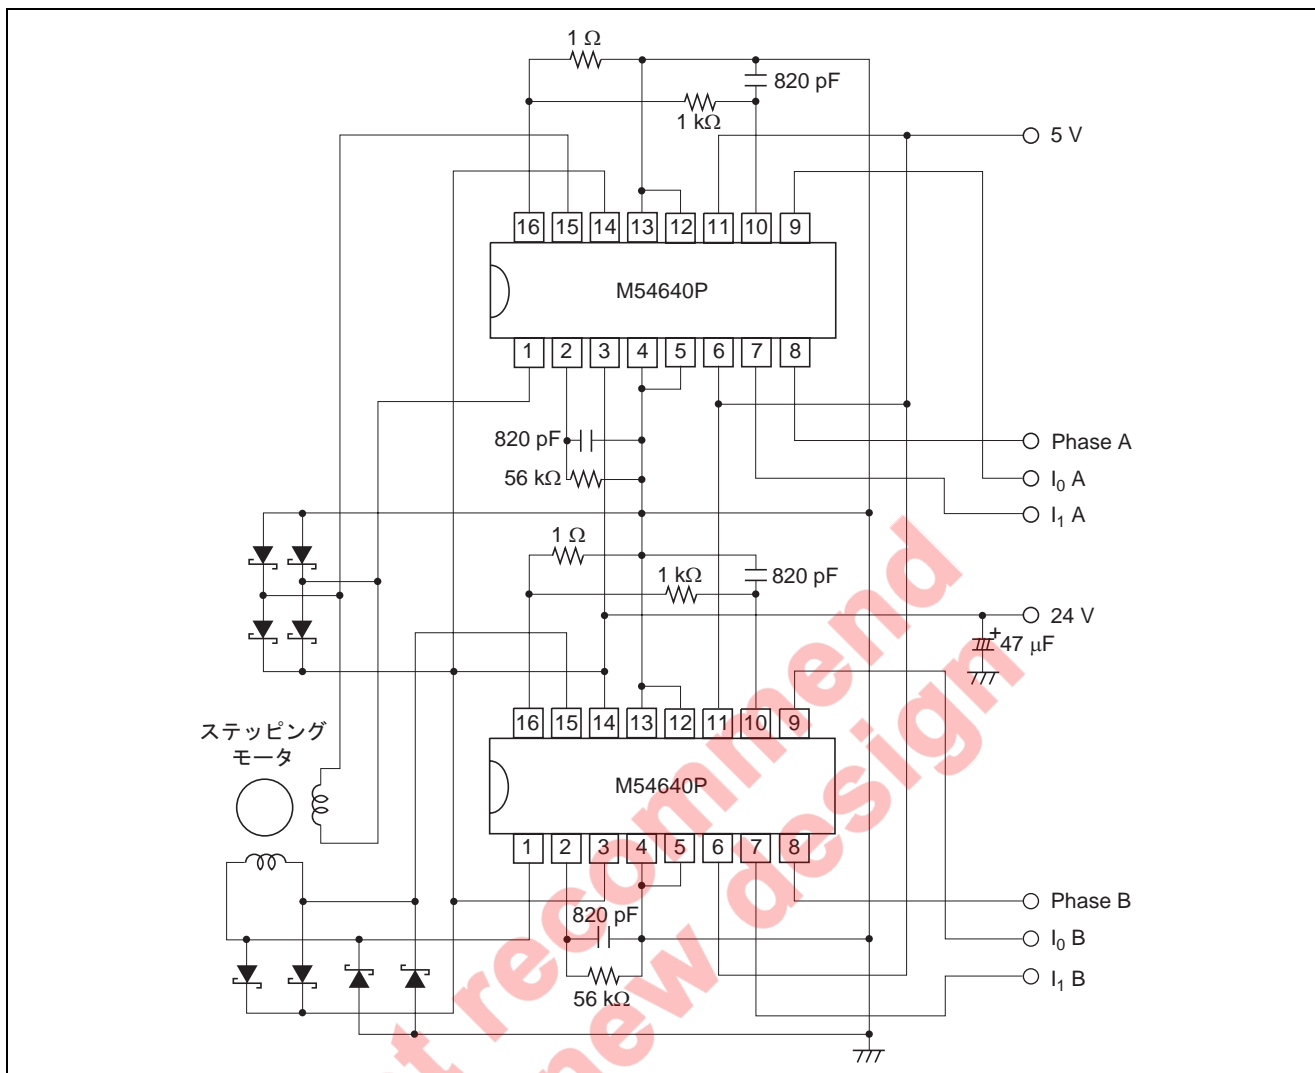 1 Ω
820 pF
1 kΩ
5 V
16 15 14 13 12 11 10 9
M54640P
1 2 3 4 5 6 7 8
820 pF
Phase A
56 kΩ
I0 A
I1 A
1 Ω
1 kΩ
820 pF
24 V
+
47 μF
16 15 14 13 12 11 10 9
ステッピング
モータ
M54640P
1 2 3 4 5 6 7 8
Phase B
820 pF
I0 B
56 kΩ
I1 B
recommend
new design